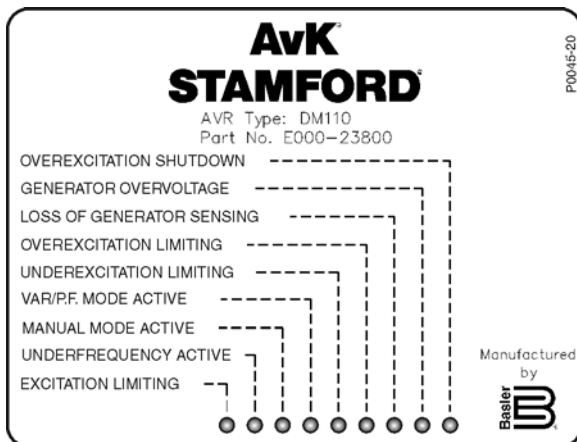 AvK
STAMFORD
P0045-20
AVR Type: DM110
Part No. E000-23800
OVEREXCITATION SHUTDOWN
GENERATOR OVERVOLTAGE
LOSS OF GENERATOR SENSING
OVEREXCITATION LIMITING
UNDEREXCITATION LIMITING
VAR/P.F. MODE ACTIVE
MANUAL MODE ACTIVE
UNDERFREQUENCY ACTIVE
EXCITATION LIMITING
Manufactured
by
Basler
B